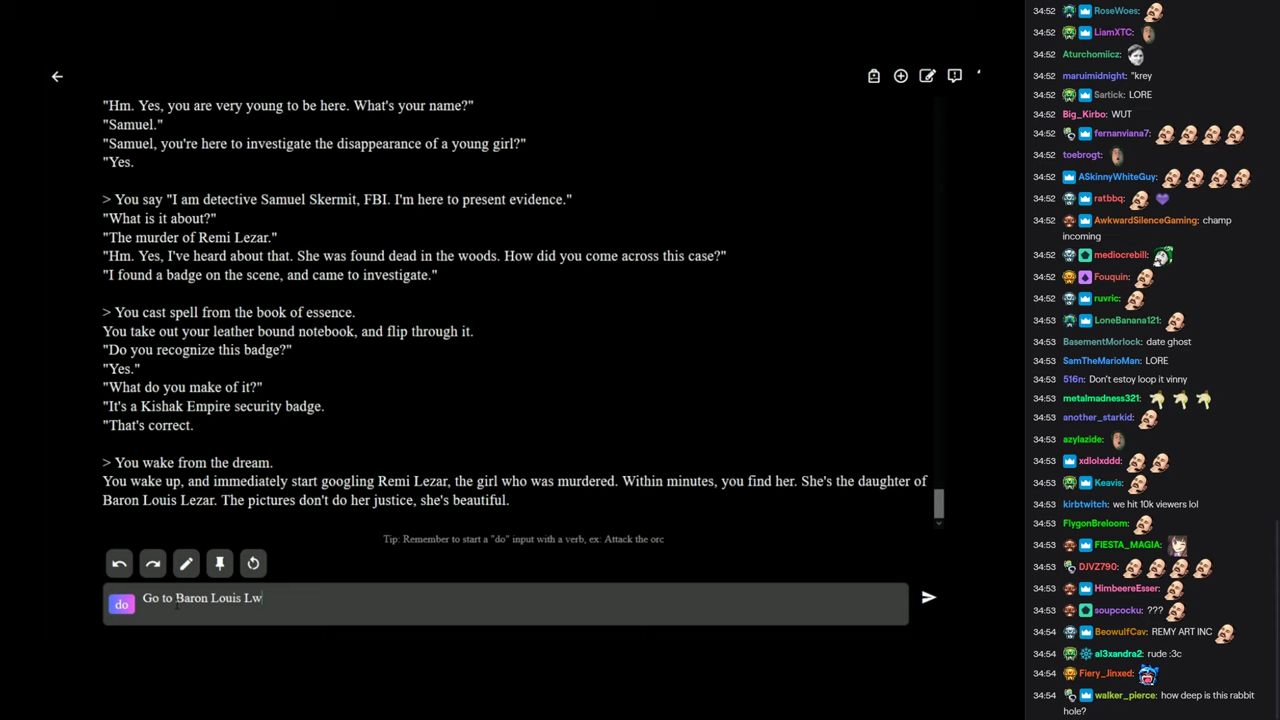 "Hm. Yes, you are very young to be here. What's your name?"
"Samuel."
"Samuel, you're here to investigate the disappearance of a young girl?"
"Yes.
> You say "I am detective Samuel Skermit, FBI. I'm here to present evidence."
"What is it about?"
"The murder of Remi Lezar."
"Hm. Yes, I've heard about that. She was found dead in the woods. How did you come across this case?"
"I found a badge on the scene, and came to investigate."
> You cast spell from the book of essence.
You take out your leather bound notebook, and flip through it.
"Do you recognize this badge?"
"Yes."
"What do you make of it?"
"It's a Kishak Empire security badge.
"That's correct.
> You wake from the dream.
You wake up, and immediately start googling Remi Lezar, the girl who was murdered. Within minutes, you find her. She's the daughter of
Baron Louis Lezar. The pictures don't do her justice, she's beautiful.
Tip: Remember to start a "do" input with a verb, ex: Attack the orc
do Go to Baron Louis Lw
34:52 RoseWoes:
34:52 LiamXTC:
34:52 Aturchomiicz:
34:52 maruimidnight: "krey
34:52 Sartick: LORE
34:52 Big_Kirbo: WUT
34:52 fernanviana7:
34:52 toebrogt:
34:52 ASkinnyWhiteGuy:
34:52 ratbbq:
34:52 AwkwardSilenceGaming: champ
incoming
34:52 mediocrebill:
34:52 Fouquin:
34:52 ruvric:
34:53 LoneBanana121:
34:53 BasementMorlock: date ghost
34:53 SamTheMarioMan: LORE
34:53 516n: Don't estoy loop it vinny
34:53 metalmadness321:
34:53 another_starkid:
34:53 azylazide:
34:53 xdlolxddd:
34:53 Keavis:
34:53 kirbtwitch: we hit 10k viewers lol
34:53 FlygonBreloom:
34:53 FIESTA_MAGIA:
34:53 DJVZ790:
34:53 HimbeereEsser:
34:53 soupcocku: ???
34:54 BeowulfCav: REMY ART INC
34:54 al3xandra2: rude :3c
34:54 Fiery_Jinxed:
34:54 walker_pierce: how deep is this rabbit
hole?